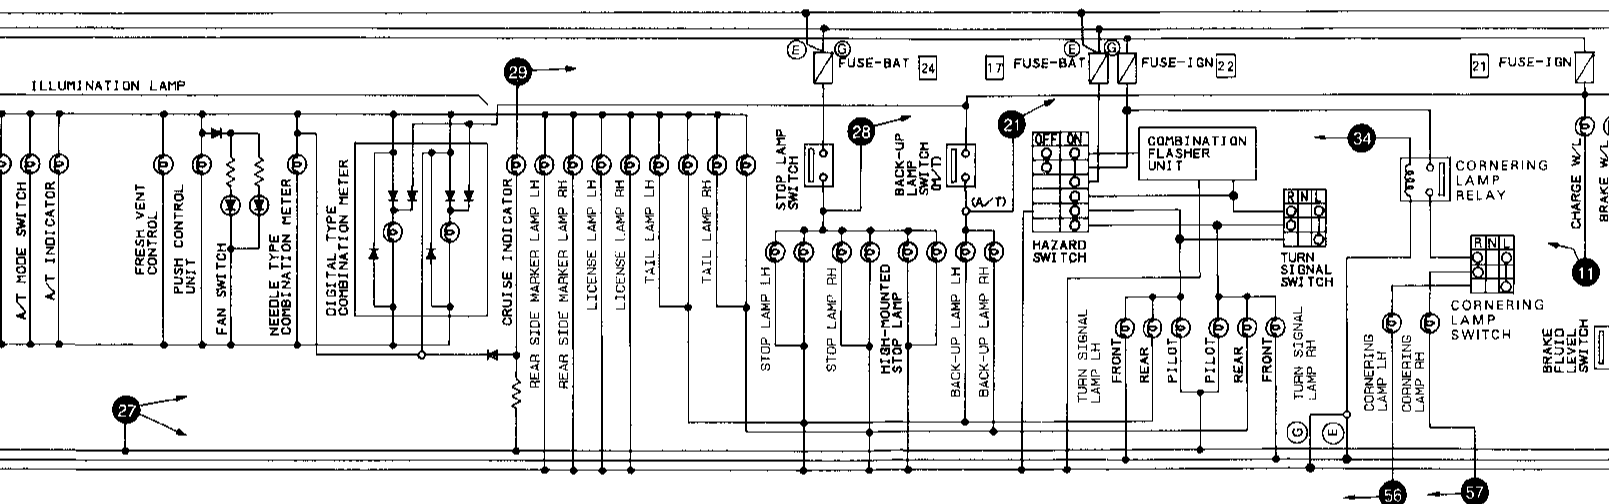 ILLUMINATION LAMP
29
E
G
FUSE-BAT
24
17
FUSE-BAT
E
G
FUSE-IGN
22
21
FUSE-IGN
A/T MODE SWITCH
A/T INDICATOR
FRESH VENT
CONTROL
PUSH CONTROL
UNIT
FAN SWITCH
NEEDLE TYPE
COMBINATION METER
DIGITAL TYPE
COMBINATION METER
CRUISE INDICATOR
REAR SIDE MARKER LAMP LH
REAR SIDE MARKER LAMP RH
LICENSE LAMP LH
LICENSE LAMP RH
TAIL LAMP LH
TAIL LAMP RH
STOP LAMP
SWITCH
28
BACK-UP
LAMP
SWITCH
(M/T)
(A/T)
21
OFF
ON
HAZARD
SWITCH
COMBINATION
FLASHER
UNIT
R N L
TURN
SIGNAL
SWITCH
34
CORNERING
LAMP
RELAY
CHARGE W/L
BRAKE W/L
11
R N L
CORNERING
LAMP
SWITCH
STOP LAMP LH
STOP LAMP RH
HIGH-MOUNTED
STOP LAMP
BACK-UP LAMP LH
BACK-UP LAMP RH
TURN SIGNAL
LAMP LH
FRONT
REAR
PILOT
PILOT
REAR
FRONT
TURN SIGNAL
LAMP RH
CORNERING
LAMP LH
CORNERING
LAMP RH
BRAKE
FLUID
LEVEL
SWITCH
27
G
E
56
57